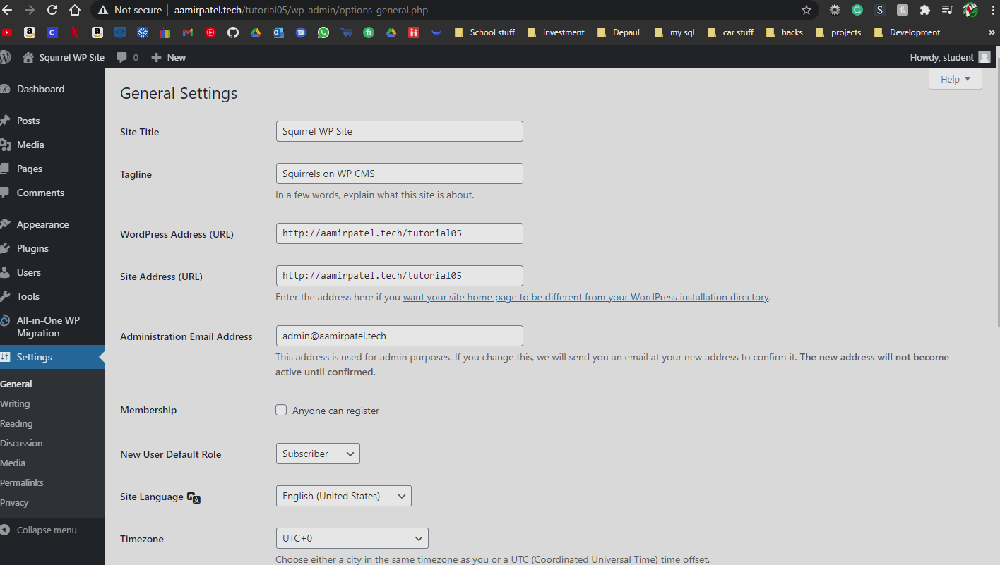 Not secure | aamirpatel.tech/tutorial05/wp-admin/options-general.php
School stuff investment Depaul my sql car stuff hacks projects Development »
Squirrel WP Site 0 New Howdy, student
Dashboard
Posts
Media
Pages
Comments
Appearance
Plugins
Users
Tools
All-in-One WP
Migration
Settings
General
Writing
Reading
Discussion
Media
Permalinks
Privacy
Collapse menu
Help
General Settings
Site Title Squirrel WP Site
Tagline Squirrels on WP CMS
In a few words, explain what this site is about.
WordPress Address (URL) http://aamirpatel.tech/tutorial05
Site Address (URL) http://aamirpatel.tech/tutorial05
Enter the address here if you want your site home page to be different from your WordPress installation directory.
Administration Email Address admin@aamirpatel.tech
This address is used for admin purposes. If you change this, we will send you an email at your new address to confirm it. The new address will not become
active until confirmed.
Membership Anyone can register
New User Default Role Subscriber
Site Language English (United States)
Timezone UTC+0
Choose either a city in the same timezone as you or a UTC (Coordinated Universal Time) time offset.